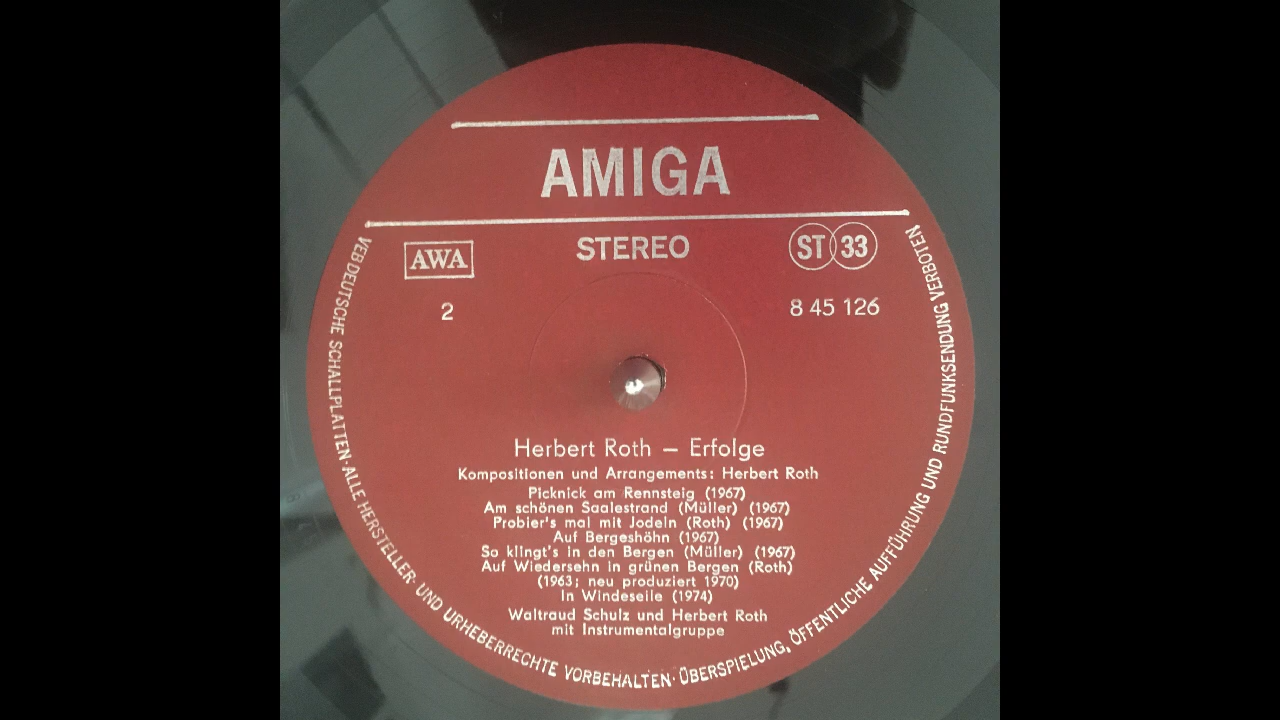 AMIGA
AWA
STEREO
ST 33
2
8 45 126
Herbert Roth – Erfolge
Kompositionen und Arrangements: Herbert Roth
Picknick am Rennsteig (1967)
Am schönen Saalestrand (Müller) (1967)
Probier's mal mit Jodeln (Roth) (1967)
Auf Bergeshöhn (1967)
So klingt's in den Bergen (Müller) (1967)
Auf Wiedersehn in grünen Bergen (Roth)
(1963; neu produziert 1970)
In Windeseile (1974)
Waltraud Schulz und Herbert Roth
mit Instrumentalgruppe
VEB DEUTSCHE SCHALLPLATTEN · ALLE HERSTELLER- UND URHEBERRECHTE VORBEHALTEN · ÜBERSPIELUNG, ÖFFENTLICHE AUFFÜHRUNG UND RUNDFUNKSENDUNG VERBOTEN